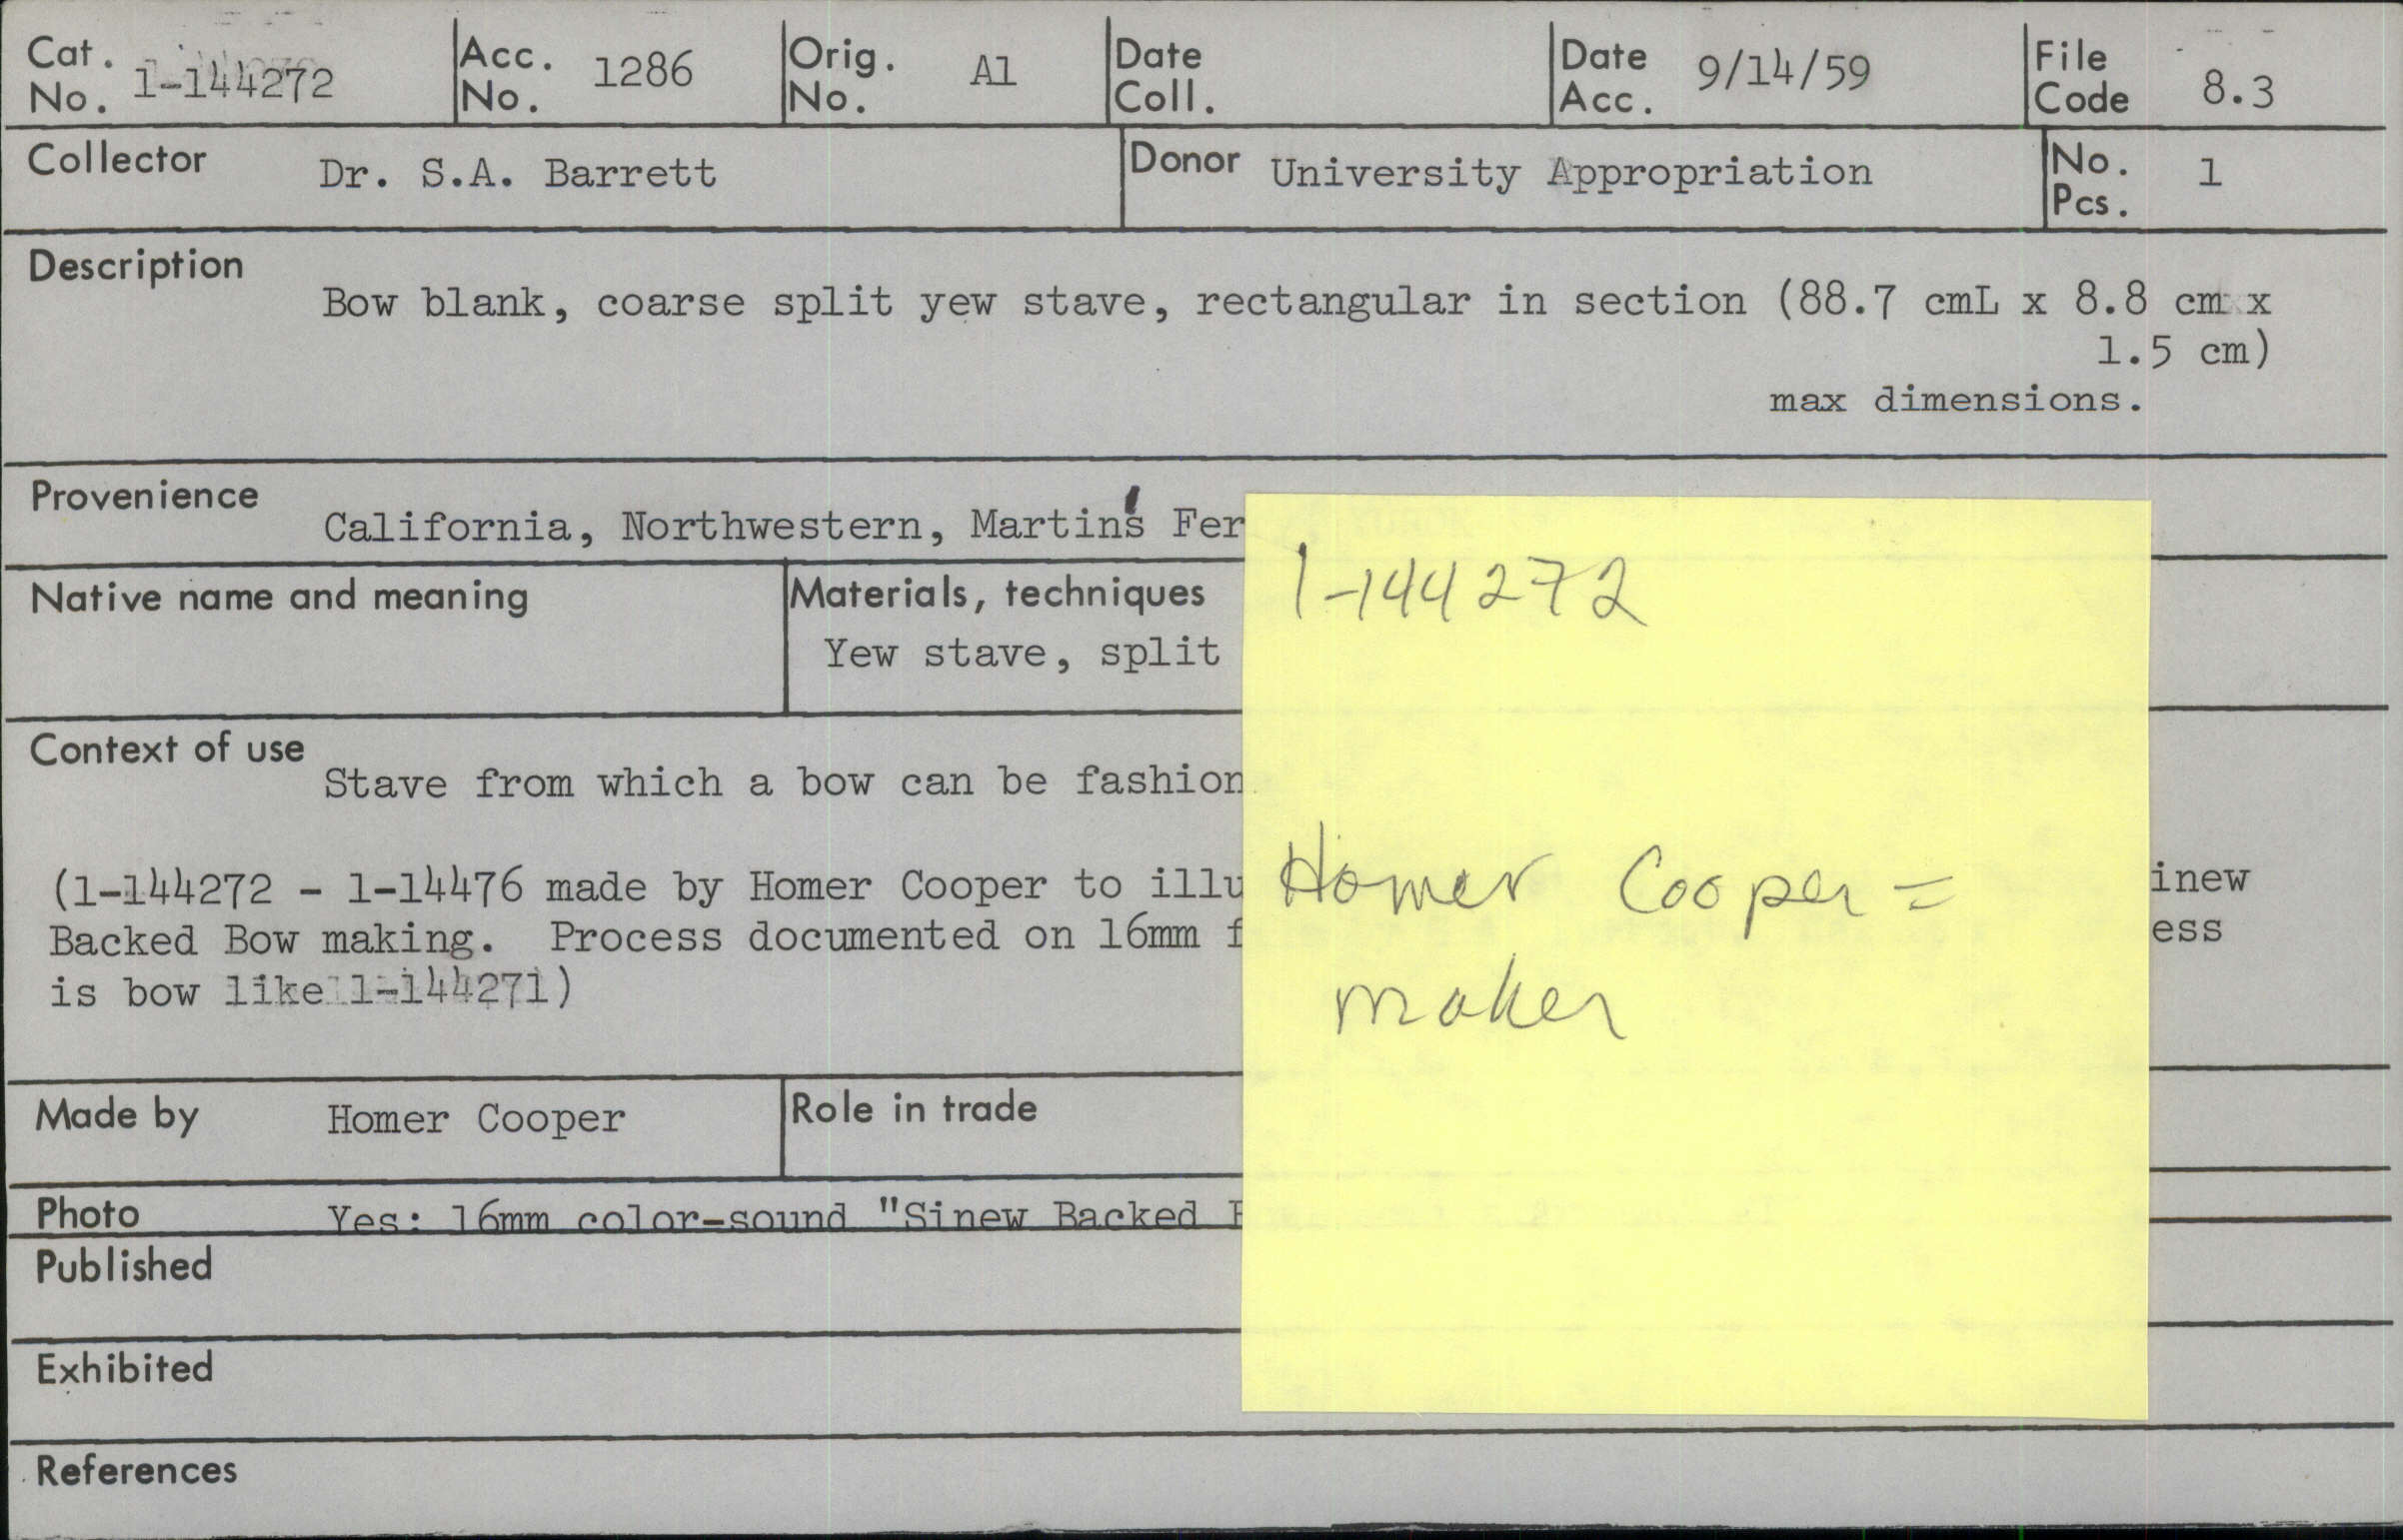 Cat. No. 1-144272 Acc. No. 1286 Orig. No. A1 Date Coll. Date Acc. 9/14/59 File Code 8.3
Collector Dr. S.A. Barrett Donor University Appropriation No. Pcs. 1
Description
Bow blank, coarse split yew stave, rectangular in section (88.7 cmL x 8.8 cm x
1.5 cm)
max dimensions.
Provenience California, Northwestern, Martin's Fer
Native name and meaning Materials, techniques
Yew stave, split
Context of use Stave from which a bow can be fashion
(1-144272 - 1-14476 made by Homer Cooper to illu inew
Backed Bow making. Process documented on 16mm f ess
is bow like 1-144271)
Made by Homer Cooper Role in trade
Photo Yes: 16mm color-sound "Sinew Backed
Published
Exhibited
References
1-144272
Homer Cooper =
maker